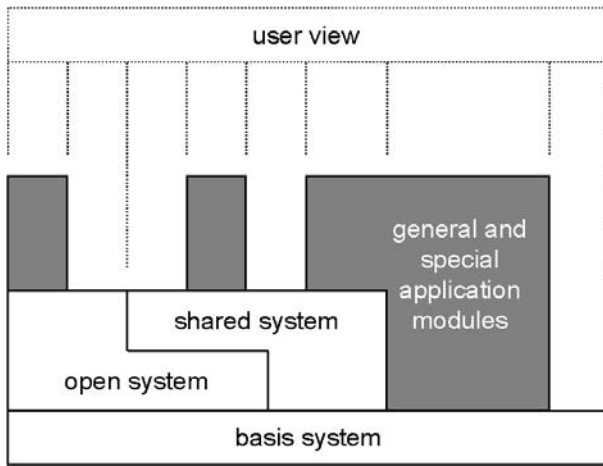 user view
general and
special
application
modules
shared system
open system
basis system